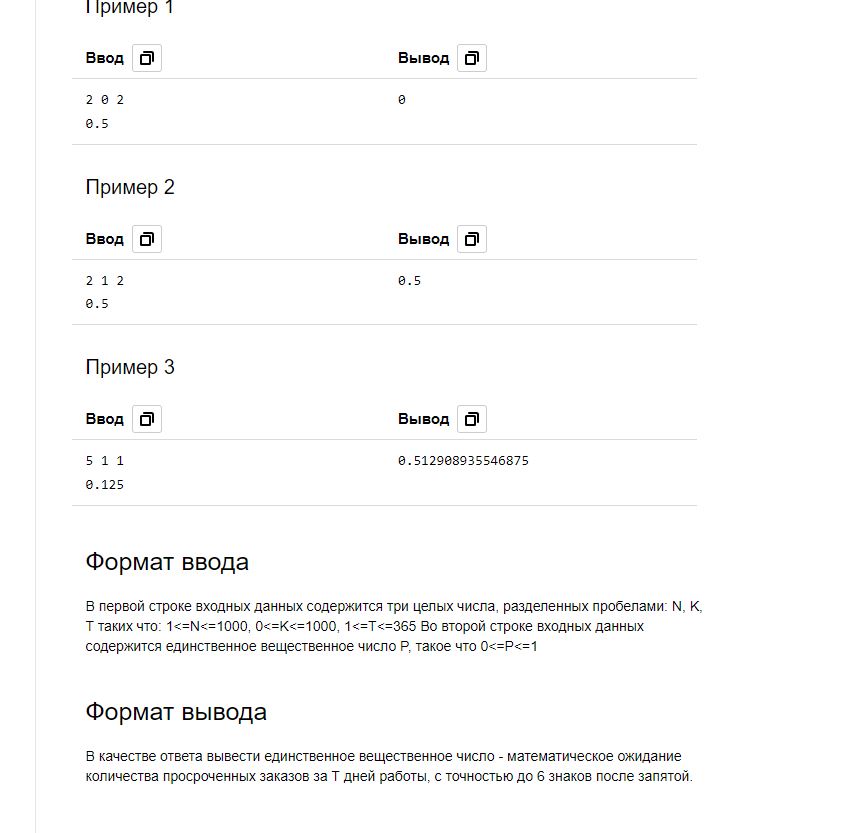 Пример 1
Ввод
Вывод
2 0 2
0.5
0
Пример 2
Ввод
Вывод
2 1 2
0.5
0.5
Пример 3
Ввод
Вывод
5 1 1
0.125
0.512908935546875
Формат ввода
В первой строке входных данных содержится три целых числа, разделенных пробелами: N, K,
T таких что: 1<=N<=1000, 0<=K<=1000, 1<=T<=365 Во второй строке входных данных
содержится единственное вещественное число P, такое что 0<=P<=1
Формат вывода
В качестве ответа вывести единственное вещественное число - математическое ожидание
количества просроченных заказов за T дней работы, с точностью до 6 знаков после запятой.